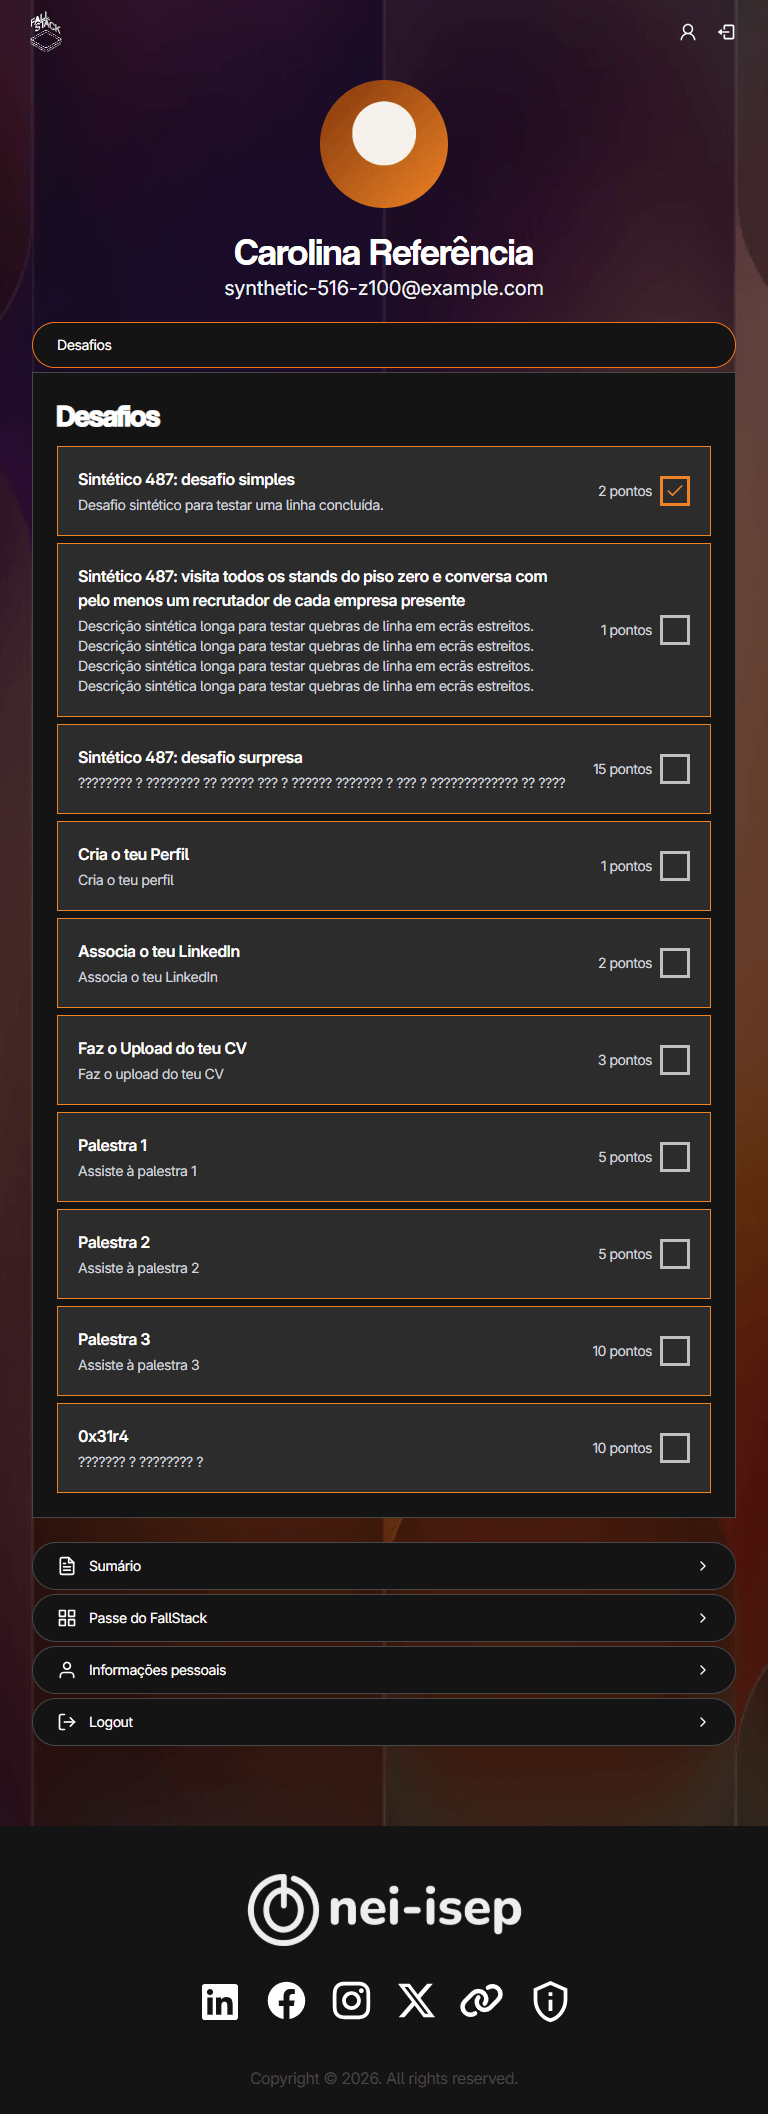 FALL
STACK
Carolina Referência
synthetic-516-z100@example.com
Desafios
Desafios
Sintético 487: desafio simples
Desafio sintético para testar uma linha concluída.
2 pontos
Sintético 487: visita todos os stands do piso zero e conversa com
pelo menos um recrutador de cada empresa presente
Descrição sintética longa para testar quebras de linha em ecrãs estreitos.
Descrição sintética longa para testar quebras de linha em ecrãs estreitos.
Descrição sintética longa para testar quebras de linha em ecrãs estreitos.
Descrição sintética longa para testar quebras de linha em ecrãs estreitos.
1 pontos
Sintético 487: desafio surpresa
???????? ? ???????? ?? ????? ??? ? ?????? ??????? ? ??? ? ????????????? ?? ????
15 pontos
Cria o teu Perfil
Cria o teu perfil
1 pontos
Associa o teu LinkedIn
Associa o teu LinkedIn
2 pontos
Faz o Upload do teu CV
Faz o upload do teu CV
3 pontos
Palestra 1
Assiste à palestra 1
5 pontos
Palestra 2
Assiste à palestra 2
5 pontos
Palestra 3
Assiste à palestra 3
10 pontos
0x31r4
??????? ? ???????? ?
10 pontos
Sumário
Passe do FallStack
Informações pessoais
Logout
nei-isep
Copyright © 2026. All rights reserved.